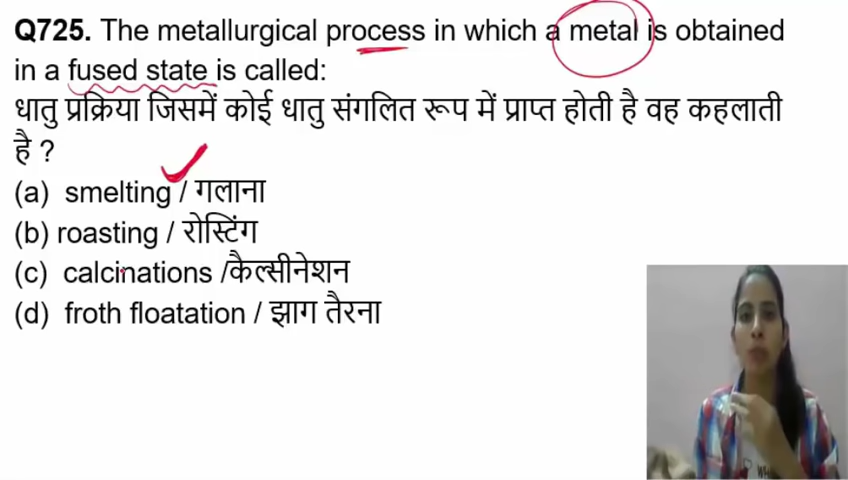 Q725. The metallurgical process in which a metal is obtained
in a fused state is called:
धातु प्रक्रिया जिसमें कोई धातु संगलित रूप में प्राप्त होती है वह कहलाती
है ?
(a) smelting / गलाना
(b) roasting / रोस्टिंग
(c) calcinations /कैल्सीनेशन
(d) froth floatation / झाग तैरना